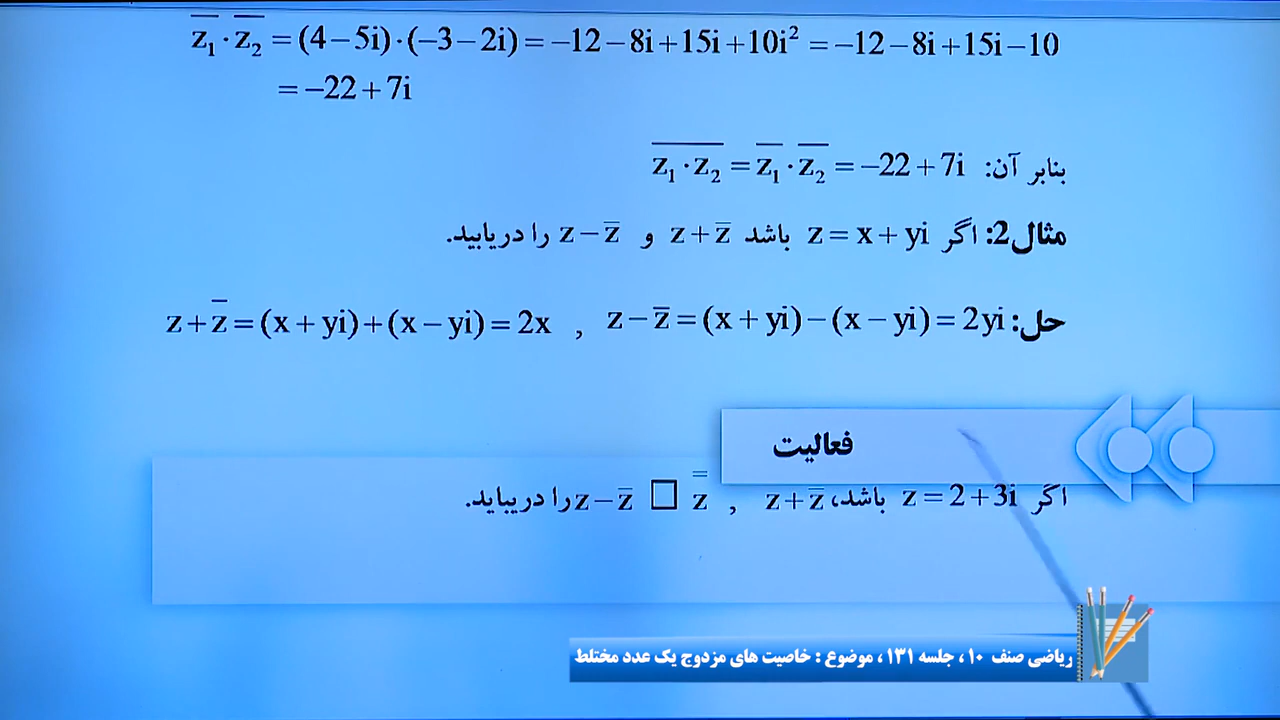 z̅₁ · z̅₂ = (4 − 5i) · (−3 − 2i) = −12 − 8i + 15i + 10i² = −12 − 8i + 15i − 10
= −22 + 7i
بنابر آن: \overline{z₁ · z₂} = z̅₁ · z̅₂ = −22 + 7i
مثال2: اگر z = x + yi باشد z + z̅ و z − z̅ را دریابید.
حل: z − z̅ = (x + yi) − (x − yi) = 2yi , z + z̅ = (x + yi) + (x − yi) = 2x
فعالیت
اگر z = 2 + 3i باشد، z + z̅ , z̿ □ z − z̅ را دریباید.
ریاضی صنف ۱۰، جلسه ۱۳۱، موضوع : خاصیت های مزدوج یک عدد مختلط